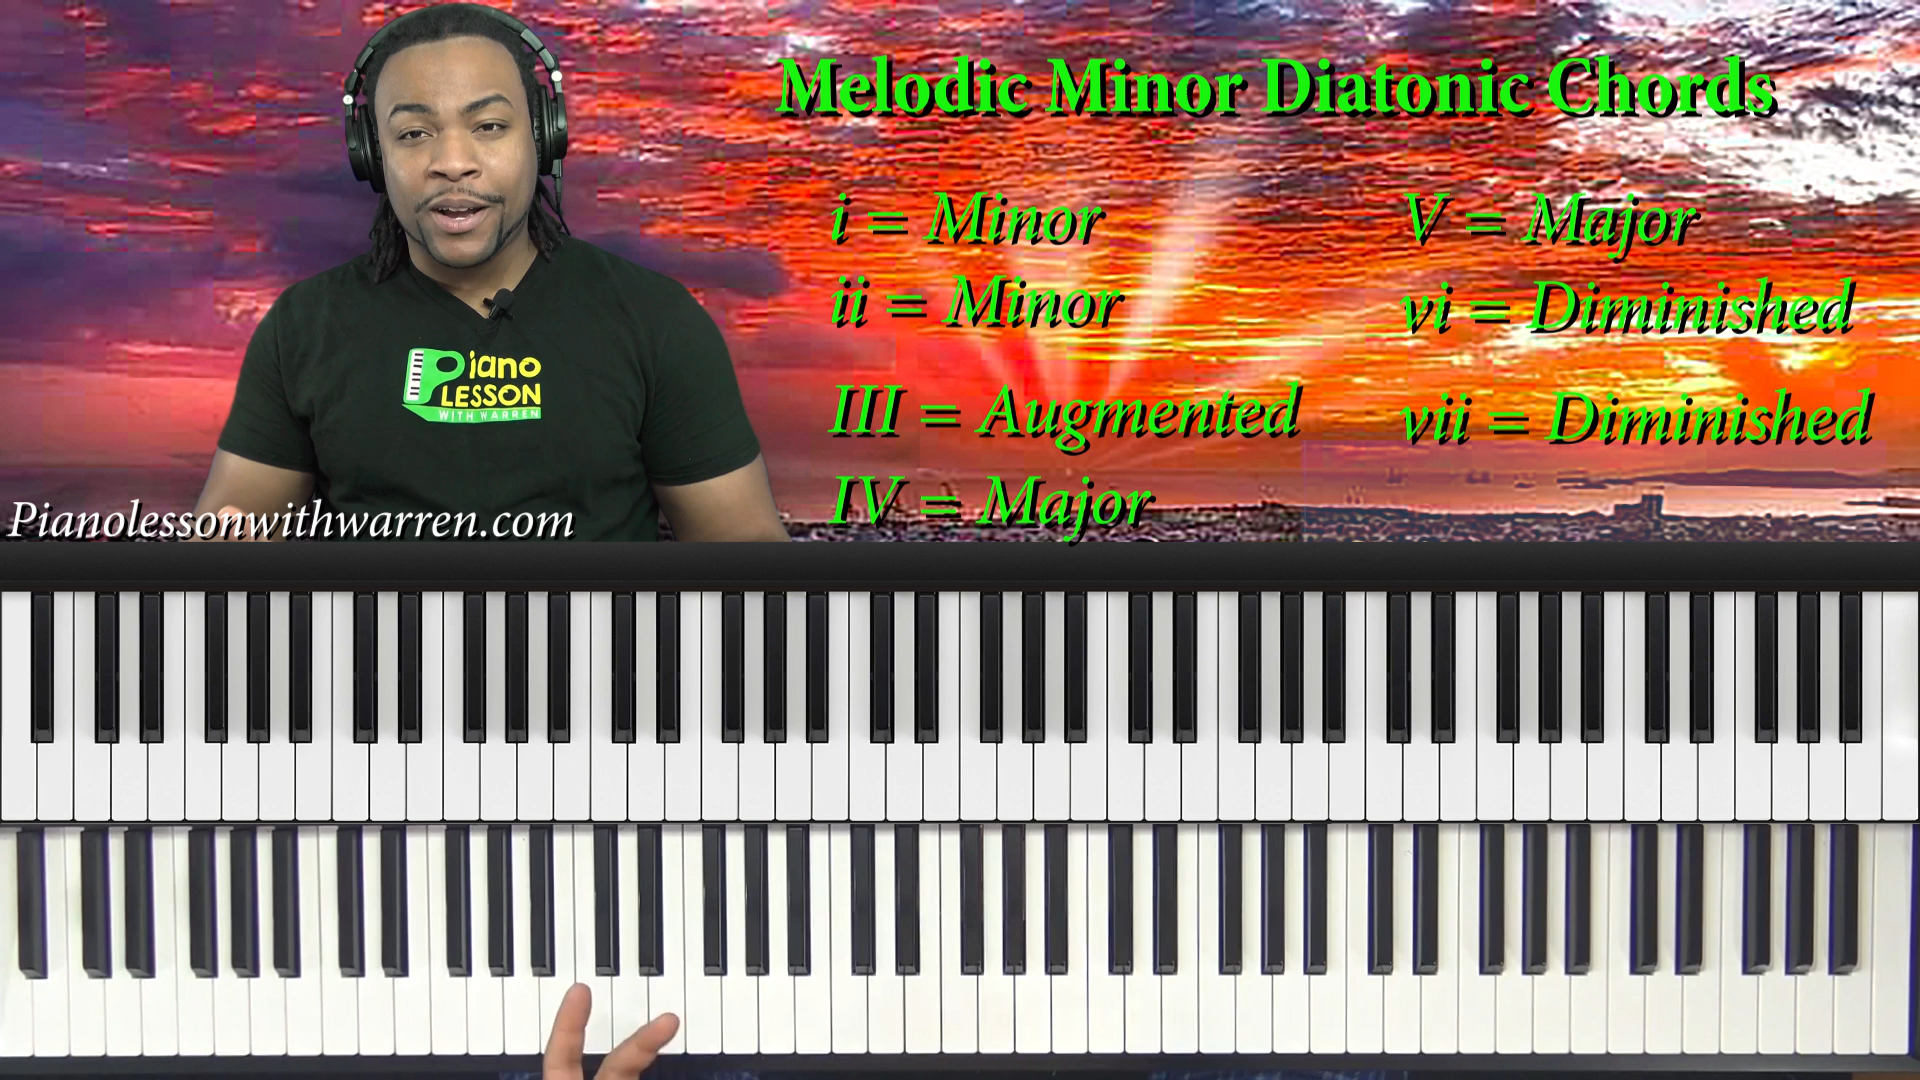 Melodic Minor Diatonic Chords
i = Minor
ii = Minor
III = Augmented
IV = Major
V = Major
vi = Diminished
vii = Diminished
Piano
LESSON
WITH WARREN
Pianolessonwithwarren.com